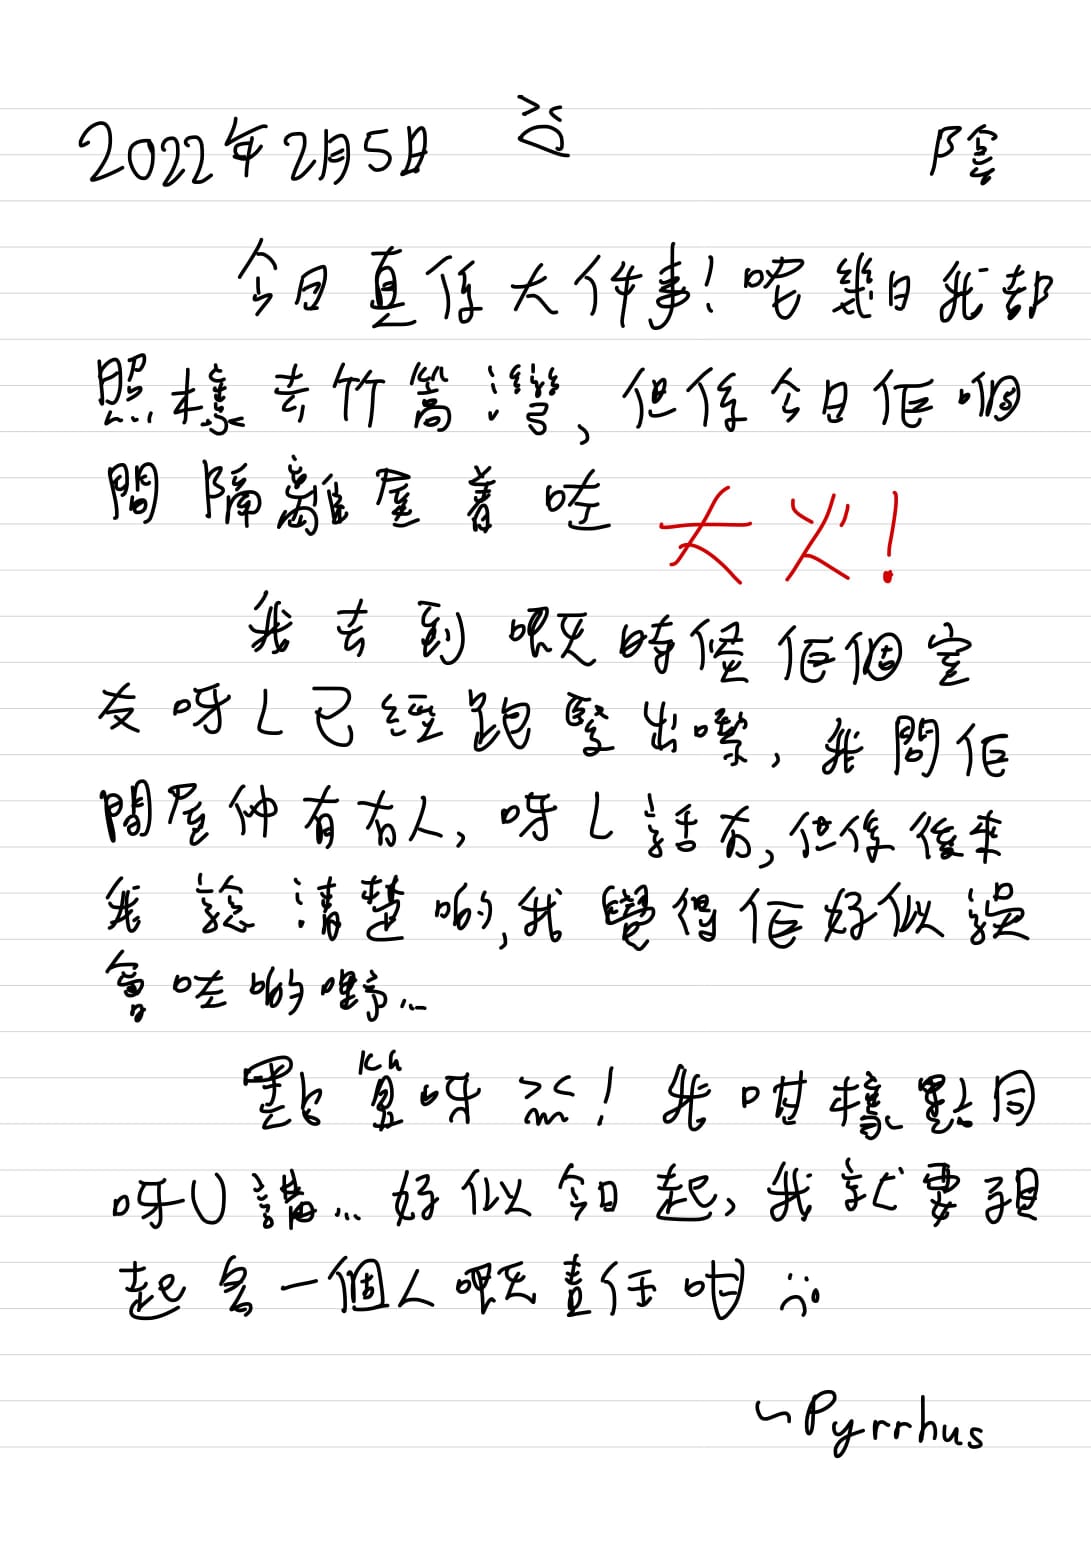 2022年2月5日 陰
今日真係大件事！呢幾日我都
照樣去竹篙灣，但係今日佢嗰
間隔離屋着咗 大火！
我去到嘅時候佢個室
友呀L已經跑緊出嚟，我問佢
間屋仲有冇人，呀L話冇，但係後來
我諗清楚啲，我覺得佢好似誤
會咗啲嘢...
點算呀 ><！我咁樣點同
呀U講... 好似今日起，我就要預
起另一個人嘅責任咁 :(
~Pyrrhus